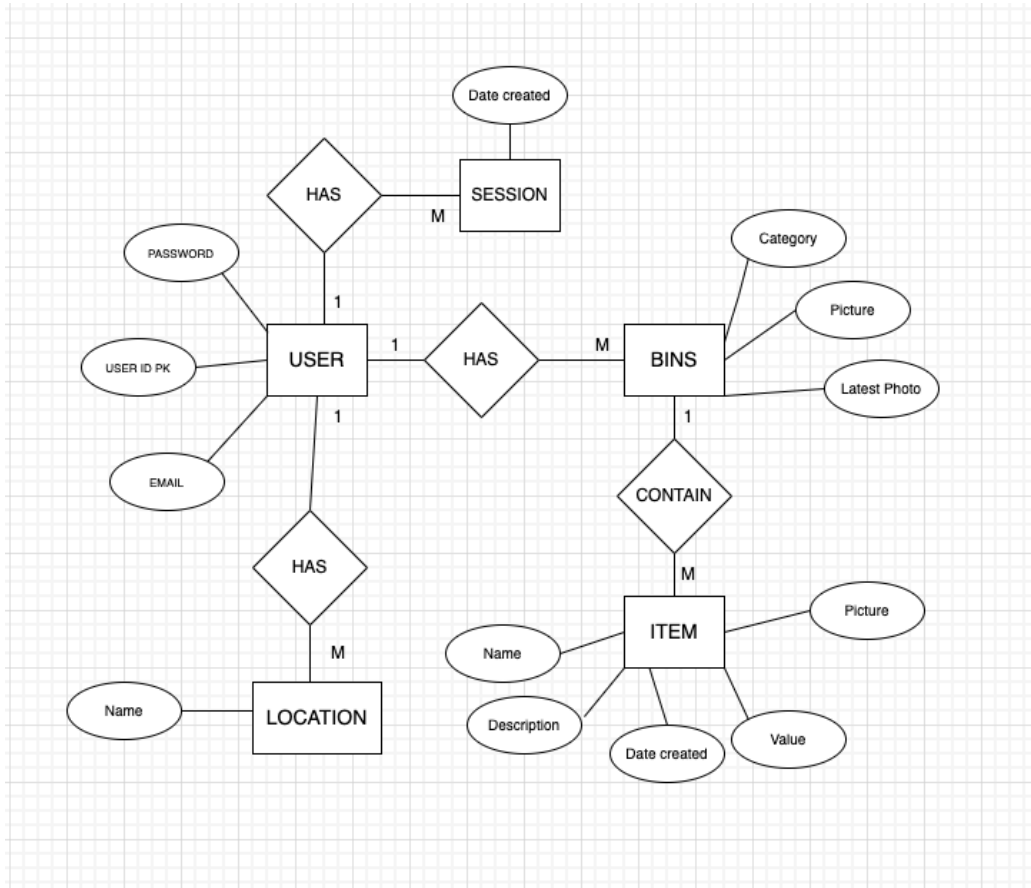 Date created
HAS
SESSION
M
Category
PASSWORD
Picture
1
USER ID PK
USER
1
HAS
M
BINS
Latest Photo
1
1
EMAIL
CONTAIN
HAS
M
Picture
ITEM
Name
M
Name
LOCATION
Description
Date created
Value